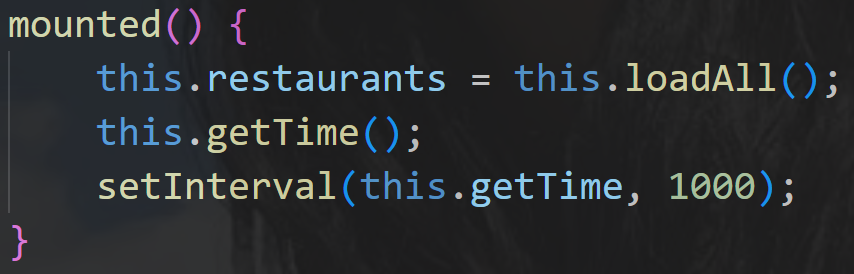 mounted() {
    this.restaurants = this.loadAll();
    this.getTime();
    setInterval(this.getTime, 1000);
}